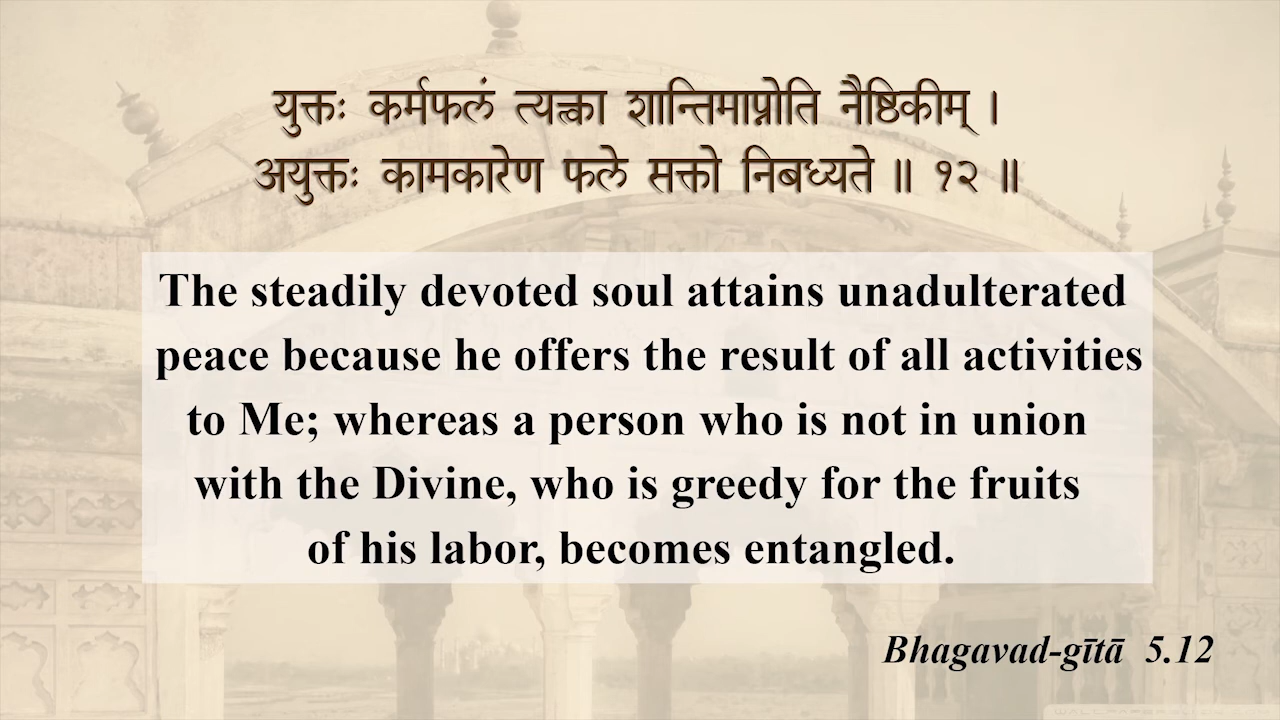 युक्तः कर्मफलं त्यक्त्वा शान्तिमाप्नोति नैष्ठिकीम् ।
अयुक्तः कामकारेण फले सक्तो निबध्यते ॥ १२ ॥
The steadily devoted soul attains unadulterated
peace because he offers the result of all activities
to Me; whereas a person who is not in union
with the Divine, who is greedy for the fruits
of his labor, becomes entangled.
Bhagavad-gītā 5.12